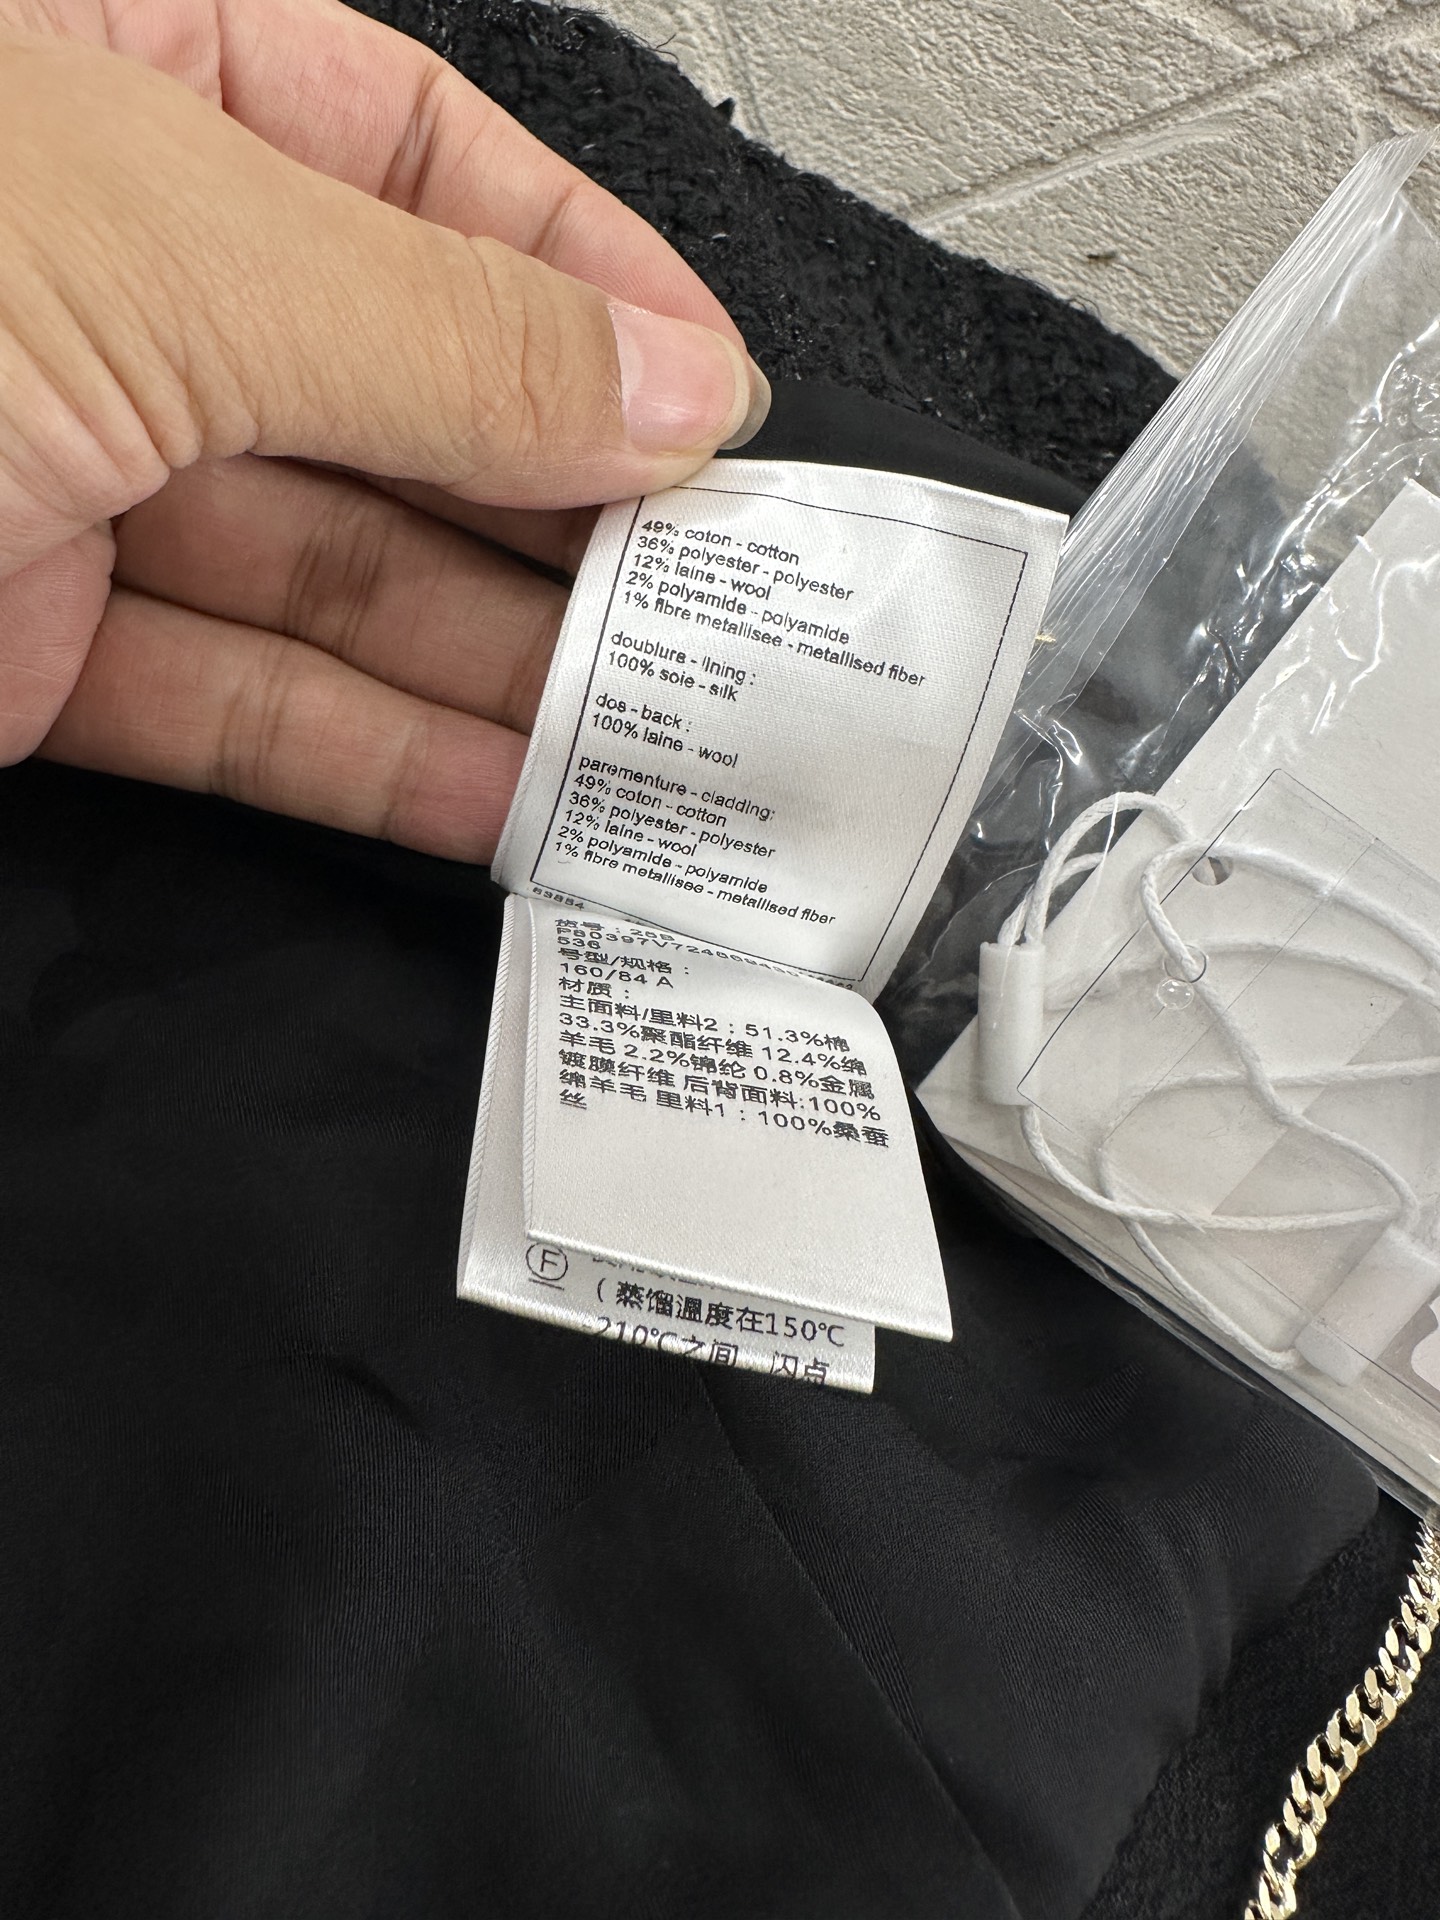 49% coton - cotton
36% polyester - polyester
12% laine - wool
2% polyamide - polyamide
1% fibre metallisee - metallised fiber
doublure - lining :
100% soie - silk
dos - back :
100% laine - wool
parementure - cladding:
49% coton - cotton
36% polyester - polyester
12% laine - wool
2% polyamide - polyamide
1% fibre metallisee - metallised fiber
63854
货号 :
536
号型/规格 :
160/84 A
材质 :
主面料/里料2 : 51.3%棉
33.3%聚酯纤维 12.4%绵
羊毛 2.2%锦纶 0.8%金属
镀膜纤维 后背面料:100%
绵羊毛 里料1 : 100%桑蚕
丝
F
(蒸馏温度在150℃
210℃之间 闪点